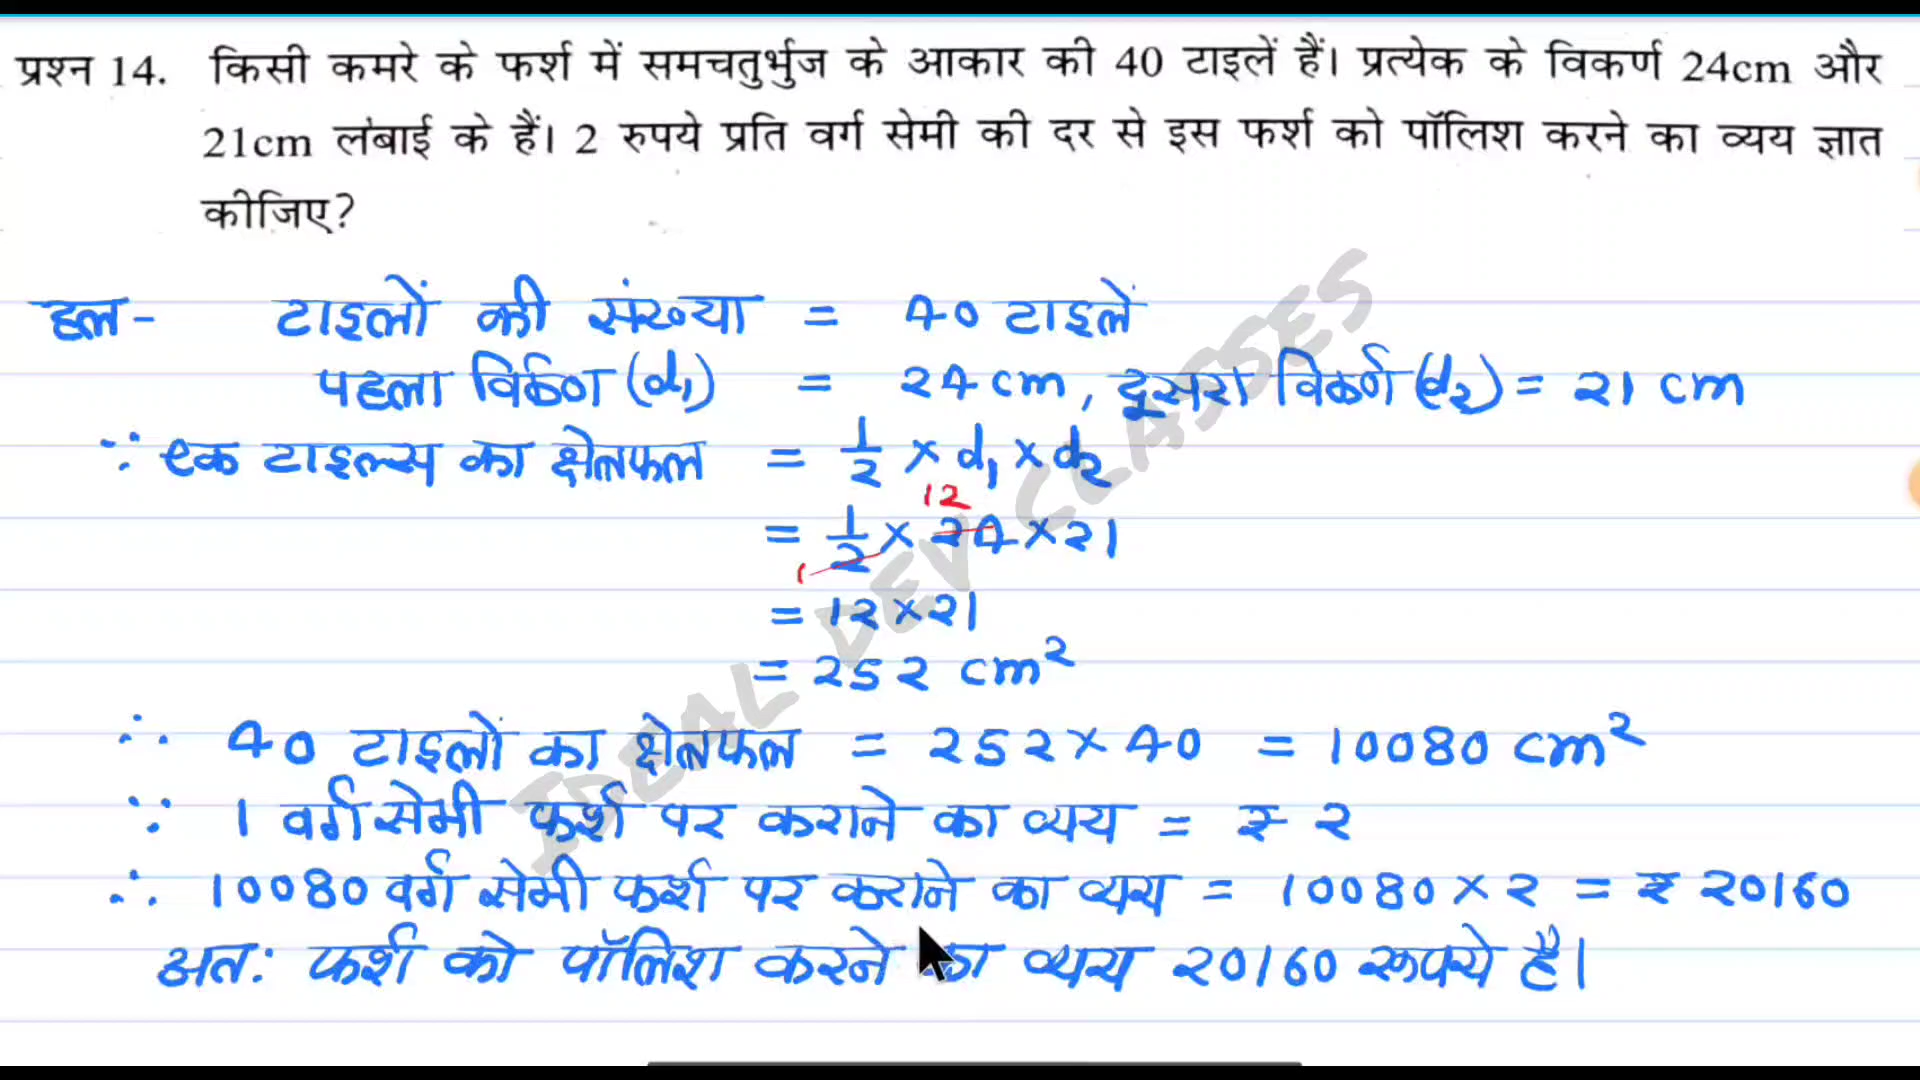 प्रश्न 14. किसी कमरे के फर्श में समचतुर्भुज के आकार की 40 टाइलें हैं। प्रत्येक के विकर्ण 24cm और
21cm लंबाई के हैं। 2 रुपये प्रति वर्ग सेमी की दर से इस फर्श को पॉलिश करने का व्यय ज्ञात
कीजिए?
हल- टाइलों की संख्या = 40 टाइलें
पहला विर्कण (d₁) = 24 cm, दूसरा विकर्ण (d₂) = 21 cm
∵ एक टाइल्स का क्षेत्रफल = 1/2 × d₁ × d₂
12
= 1/2 × 24 × 21
1
= 12 × 21
= 252 cm²
∴ 40 टाइलों का क्षेत्रफल = 252 × 40 = 10080 cm²
∵ 1 वर्ग सेमी फर्श पर कराने का व्यय = ₹ 2
∴ 10080 वर्ग सेमी फर्श पर कराने का व्यय = 10080 × 2 = ₹ 20160
अतः फर्श को पॉलिश करने का व्यय 20160 रूपये है।
IDEAL DEV CLASSES